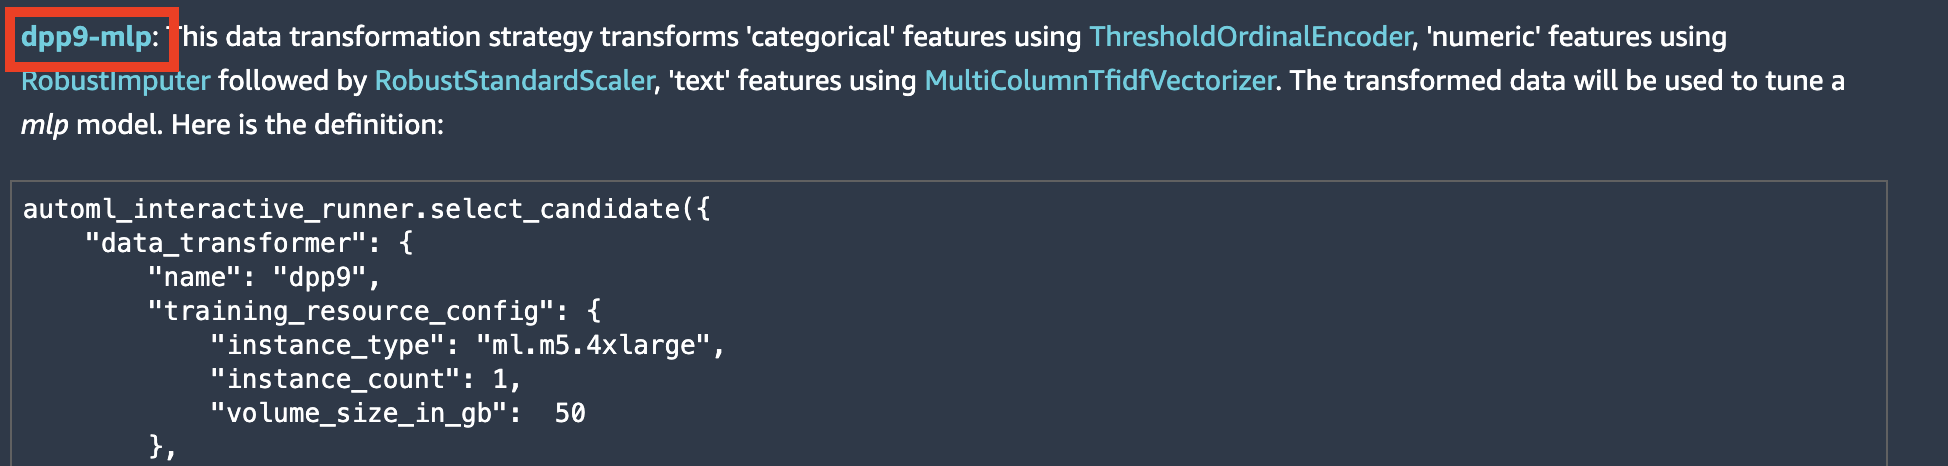 dpp9-mlp: This data transformation strategy transforms 'categorical' features using ThresholdOrdinalEncoder, 'numeric' features using
RobustImputer followed by RobustStandardScaler, 'text' features using MultiColumnTfidfVectorizer. The transformed data will be used to tune a
mlp model. Here is the definition:
automl_interactive_runner.select_candidate({
    "data_transformer": {
        "name": "dpp9",
        "training_resource_config": {
            "instance_type": "ml.m5.4xlarge",
            "instance_count": 1,
            "volume_size_in_gb":  50
        },